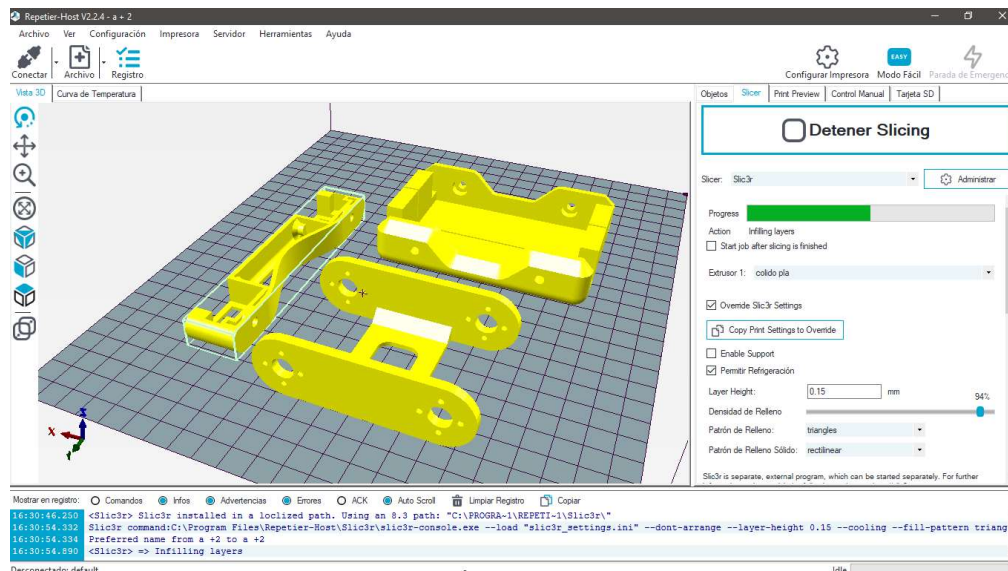 Repetier-Host V2.2.4 - a + 2
Archivo Ver Configuración Impresora Servidor Herramientas Ayuda
Conectar Archivo Registro
EASY
Configurar Impresora Modo Fácil Parada de Emergenc
Vista 3D Curva de Temperatura
Objetos Slicer Print Preview Control Manual Tarjeta SD
Detener Slicing
Slicer: Slic3r Administrar
Progress
Action Infilling layers
Start job after slicing is finished
Extrusor 1: colido pla
Override Slic3r Settings
Copy Print Settings to Override
Enable Support
Permitir Refrigeración
Layer Height: 0.15 mm
94%
Densidad de Relleno
Patrón de Relleno: triangles
Patrón de Relleno Sólido: rectilinear
Slic3r is separate, external program, which can be started separately. For further
X Y Z
Mostrar en registro: Comandos Infos Advertencias Errores ACK Auto Scroll Limpiar Registro Copiar
16:30:46.250 <Slic3r> Slic3r installed in a loclized path. Using an 8.3 path: "C:\PROGRA~1\REPETI~1\Slic3r\"
16:30:54.332 Slic3r command:C:\Program Files\Repetier-Host\Slic3r\slic3r-console.exe --load "slic3r_settings.ini" --dont-arrange --layer-height 0.15 --cooling --fill-pattern triang
16:30:54.334 Preferred name from a +2 to a +2
16:30:54.890 <Slic3r> => Infilling layers
Desconectado: default Idle